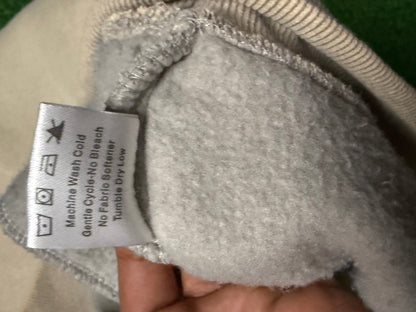 Machine Wash Cold
Gentle Cycle-No Bleach
No Fabric Softener
Tumble Dry Low